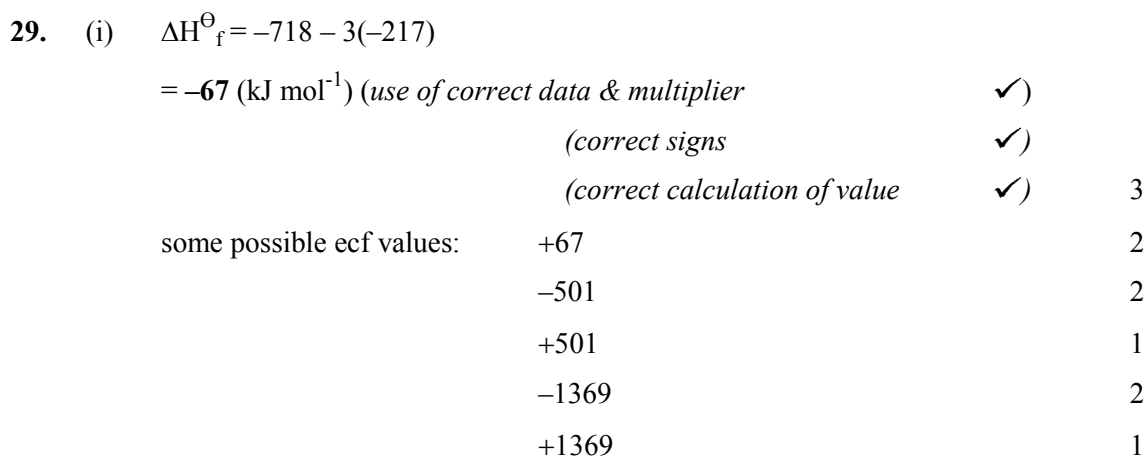 29. (i) ΔH^Ɵ_f = –718 – 3(–217)
= –67 (kJ mol^-1) (use of correct data & multiplier ✓)
(correct signs ✓)
(correct calculation of value ✓) 3
some possible ecf values: +67 2
–501 2
+501 1
–1369 2
+1369 1